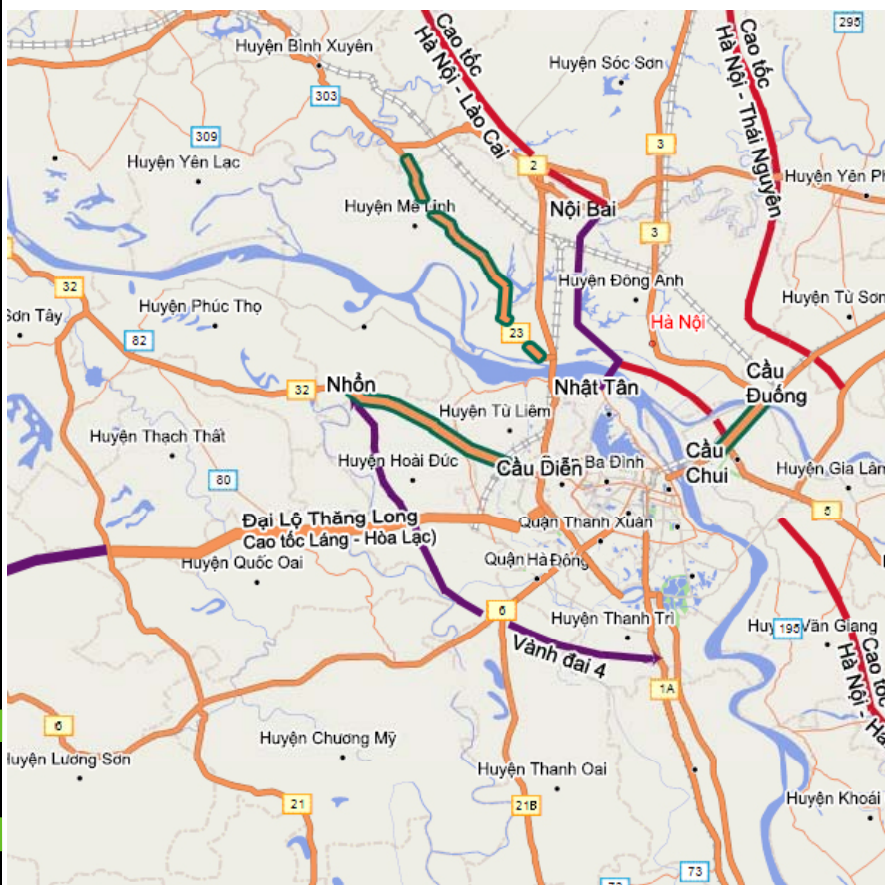 295
Huyện Bình Xuyên
Cao tốc
Hà Nội - Lào Cai
Huyện Sóc Sơn
Cao tốc
Hà Nội - Thái Nguyên
303
309
3
Huyện Yên Lạc
2
Huyện Yên Ph
Huyện Mê Linh
Nội Bài
3
32
Huyện Phúc Thọ
Huyện Đông Anh
Huyện Từ Sơn
Sơn Tây
82
23
Hà Nội
Cầu
Đuống
32
Nhổn
Nhật Tân
Huyện Từ Liêm
Huyện Thạch Thất
Huyện Hoài Đức
Cầu Diễn
Ba Đình
Cầu
Chui
Huyện Gia Lâm
80
Đại Lộ Thăng Long
Cao tốc Láng - Hòa Lạc)
Quận Thanh Xuân
5
Huyện Quốc Oai
Quận Hà Đông
6
Huyện Thanh Trì
195
Văn Giang
Vành đai 4
Cao tốc
Hà Nội - Hả
1A
6
Huyện Lương Sơn
Huyện Chương Mỹ
Huyện Thanh Oai
21
21B
Huyện Khoái
73
73